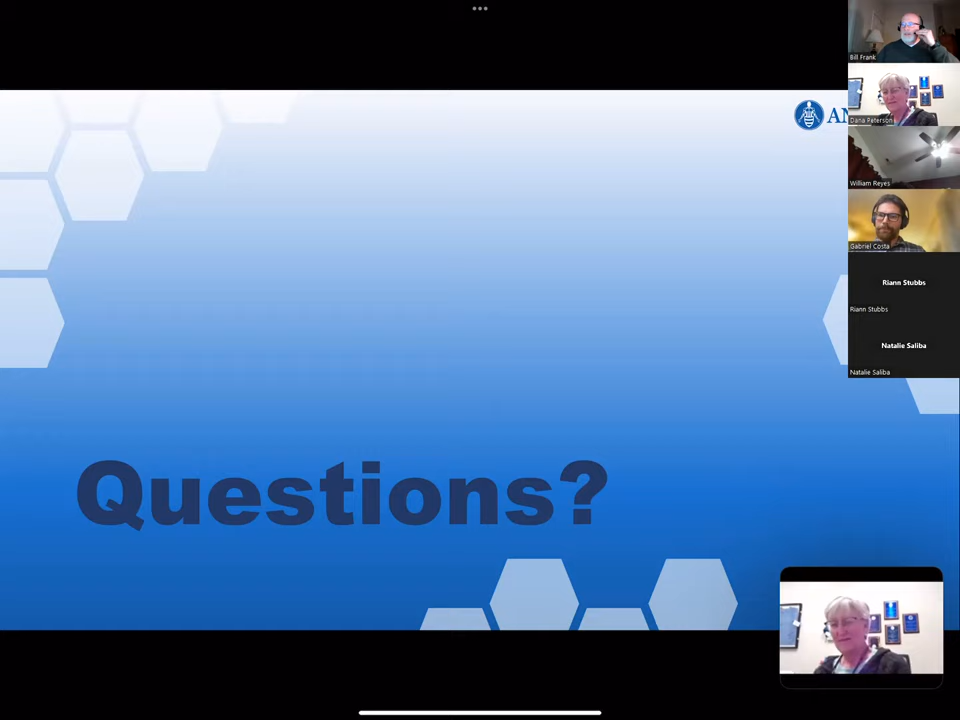 Bill Frank
Dana Peterson
William Reyes
Gabriel Costa
Riann Stubbs
Riann Stubbs
Natalie Saliba
Natalie Saliba
Questions?